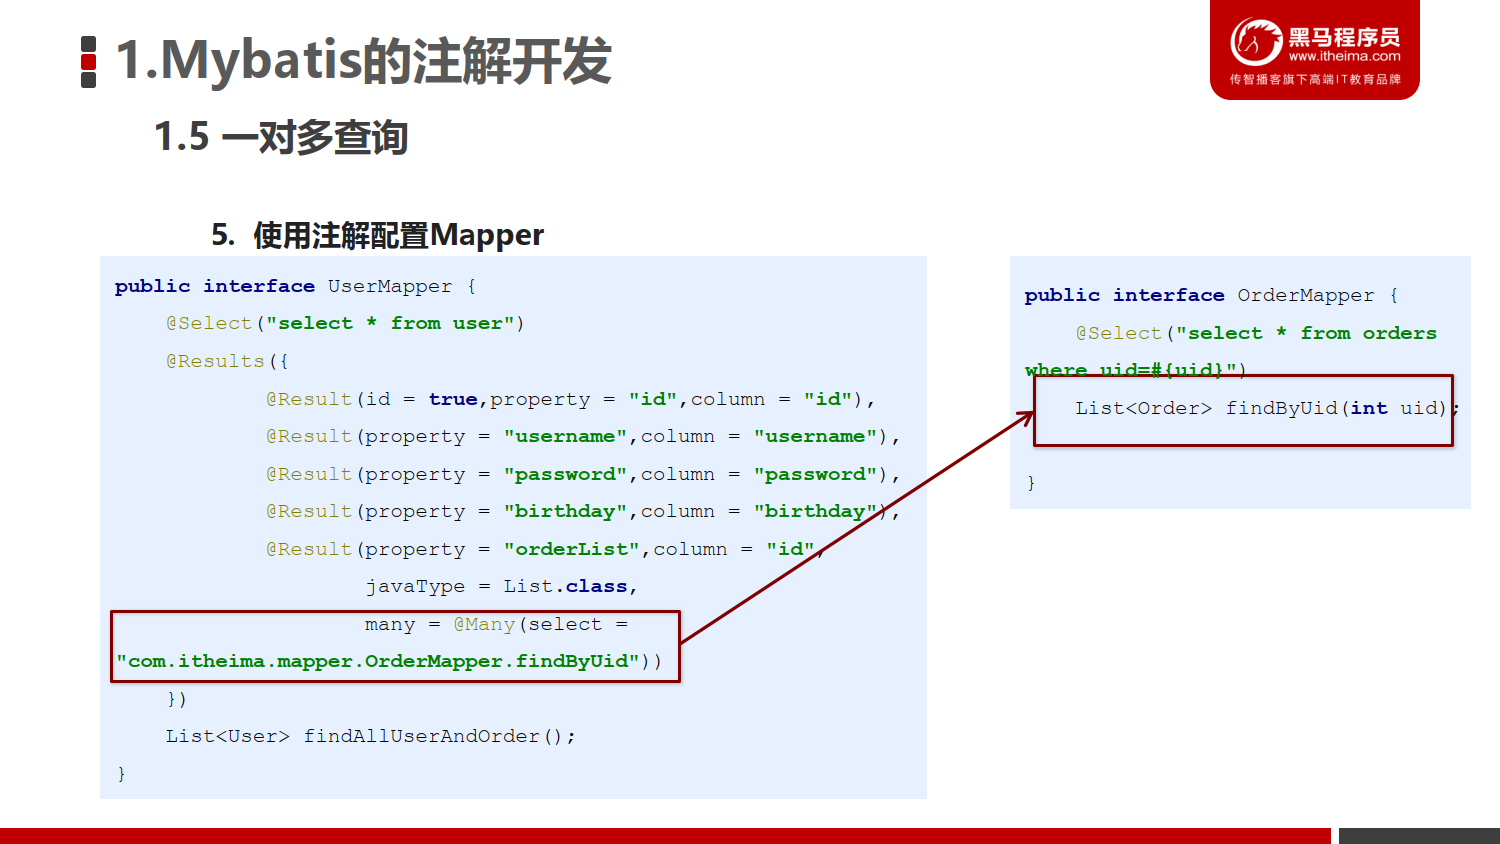 1.Mybatis的注解开发
黑马程序员
www.itheima.com
传智播客旗下高端IT教育品牌
1.5 一对多查询
5. 使用注解配置Mapper
public interface UserMapper {
@Select("select * from user")
@Results({
@Result(id = true,property = "id",column = "id"),
@Result(property = "username",column = "username"),
@Result(property = "password",column = "password"),
@Result(property = "birthday",column = "birthday"),
@Result(property = "orderList",column = "id",
javaType = List.class,
many = @Many(select =
"com.itheima.mapper.OrderMapper.findByUid"))
})
List<User> findAllUserAndOrder();
}
public interface OrderMapper {
@Select("select * from orders
where uid=#{uid}")
List<Order> findByUid(int uid);
}